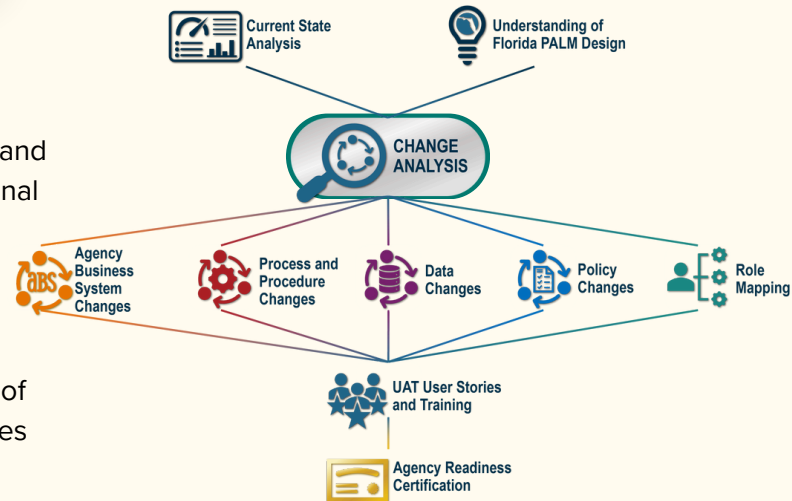 Current State
Analysis
Understanding of
Florida PALM Design
and
nal
CHANGE
ANALYSIS
aBS
Agency
Business
System
Changes
Process and
Procedure
Changes
Data
Changes
Policy
Changes
Role
Mapping
of
es
UAT User Stories
and Training
Agency Readiness
Certification